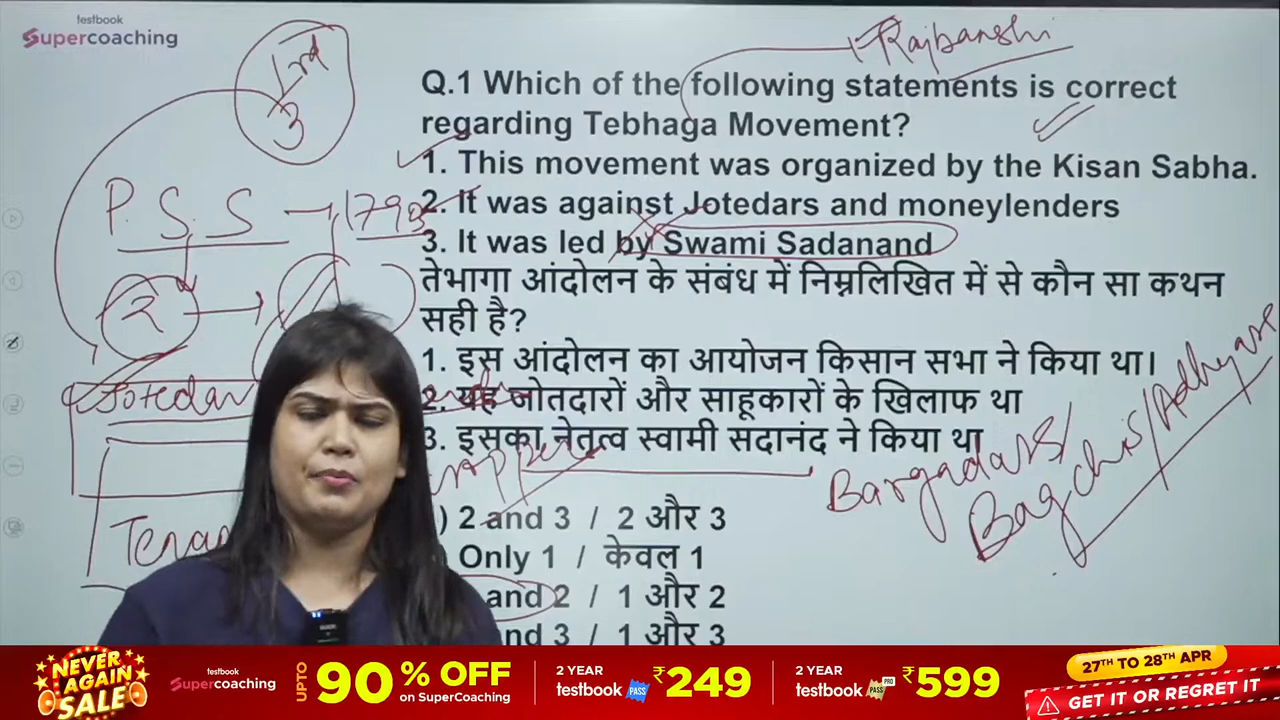 testbook
Supercoaching
1/3rd
Rajbanshi
Q.1 Which of the following statements is correct
regarding Tebhaga Movement?
1. This movement was organized by the Kisan Sabha.
P.S.S → 1793
2. It was against Jotedars and moneylenders
3. It was led by Swami Sadanand
तेभागा आंदोलन के संबंध में निम्नलिखित में से कौन सा कथन
सही है?
2 →
1. इस आंदोलन का आयोजन किसान सभा ने किया था।
Jotedar
2. यह जोतदारों और साहूकारों के खिलाफ था
3. इसका नेतृत्व स्वामी सदानंद ने किया था
Bargadars/
Bagchis/Adhyars
) 2 and 3 / 2 और 3
Tenan
Only 1 / केवल 1
and 2 / 1 और 2
and 3 / 1 और 3
NEVER
AGAIN
SALE
testbook
Supercoaching
UPTO
90% OFF
on SuperCoaching
2 YEAR
testbook PASS
₹249
2 YEAR
testbook PASS PRO
₹599
27TH TO 28TH APR
GET IT OR REGRET IT